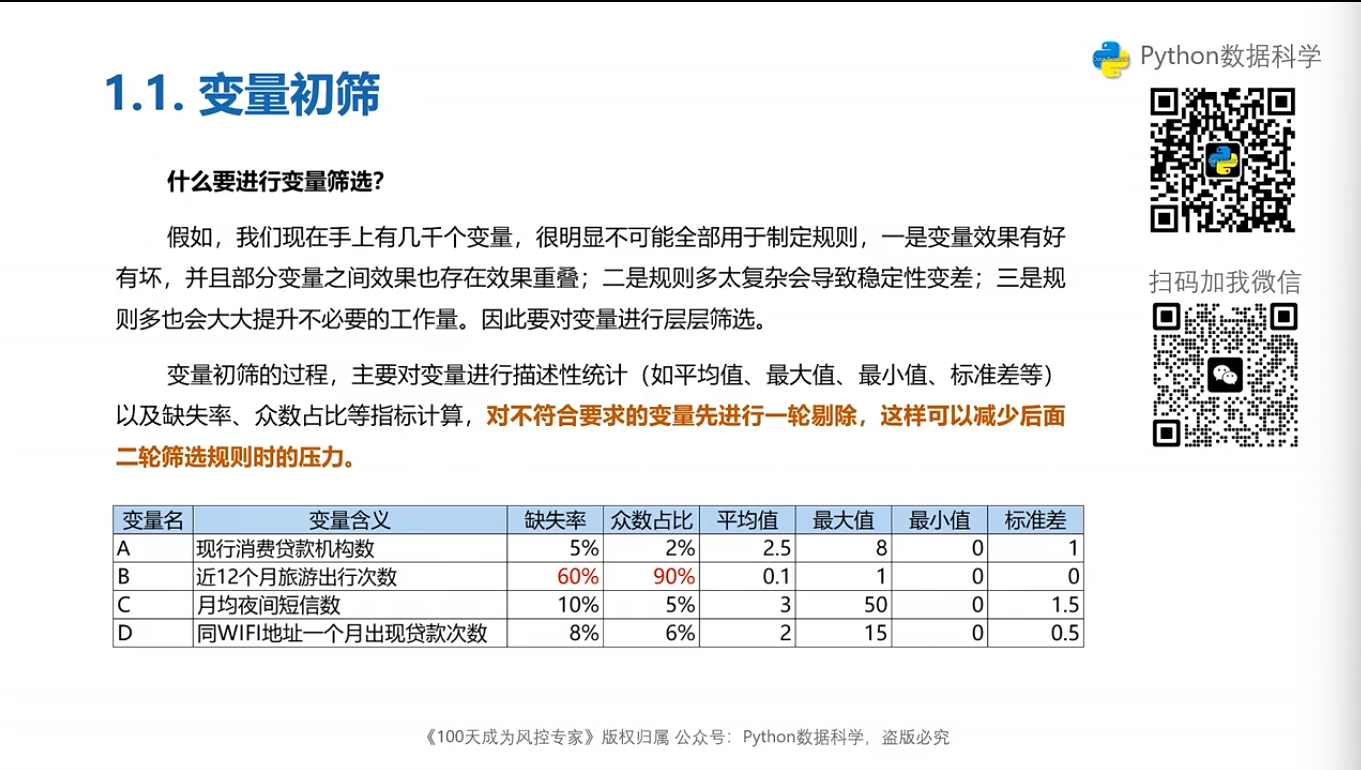 Python数据科学
1.1. 变量初筛
什么要进行变量筛选？
假如，我们现在手上有几千个变量，很明显不可能全部用于制定规则，一是变量效果有好
有坏，并且部分变量之间效果也存在效果重叠；二是规则多太复杂会导致稳定性变差；三是规
则多也会大大提升不必要的工作量。因此要对变量进行层层筛选。
变量初筛的过程，主要对变量进行描述性统计（如平均值、最大值、最小值、标准差等）
以及缺失率、众数占比等指标计算，对不符合要求的变量先进行一轮剔除，这样可以减少后面
二轮筛选规则时的压力。
扫码加我微信
变量名 变量含义 缺失率 众数占比 平均值 最大值 最小值 标准差
A 现行消费贷款机构数 5% 2% 2.5 8 0 1
B 近12个月旅游出行次数 60% 90% 0.1 1 0 0
C 月均夜间短信数 10% 5% 3 50 0 1.5
D 同WIFI地址一个月出现贷款次数 8% 6% 2 15 0 0.5
《100天成为风控专家》版权归属 公众号：Python数据科学，盗版必究